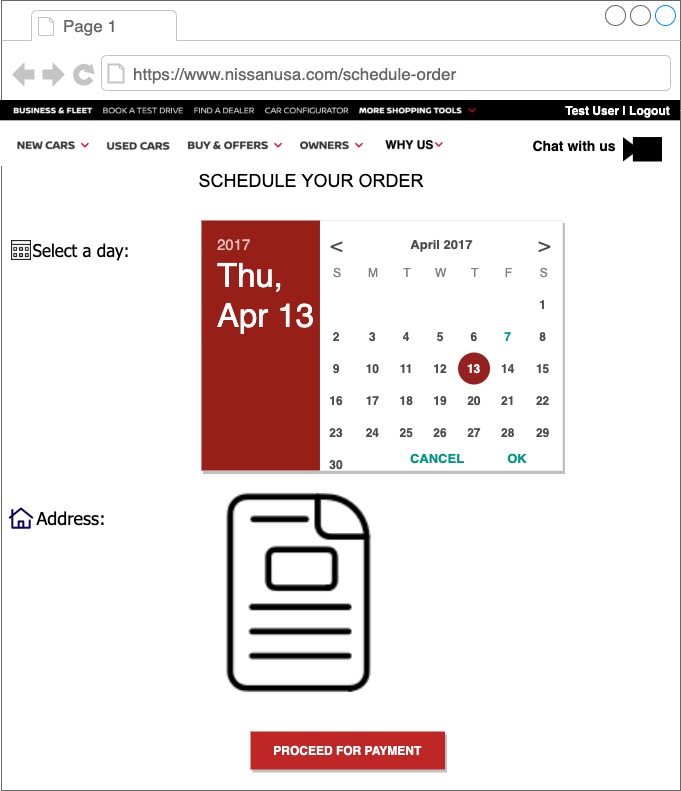 Page 1
https://www.nissanusa.com/schedule-order
BUSINESS & FLEET BOOK A TEST DRIVE FIND A DEALER CAR CONFIGURATOR MORE SHOPPING TOOLS Test User | Logout
NEW CARS USED CARS BUY & OFFERS OWNERS WHY US Chat with us
SCHEDULE YOUR ORDER
Select a day:
2017
Thu,
Apr 13
< April 2017 >
S M T W T F S
1
2 3 4 5 6 7 8
9 10 11 12 13 14 15
16 17 18 19 20 21 22
23 24 25 26 27 28 29
30
CANCEL OK
Address:
PROCEED FOR PAYMENT